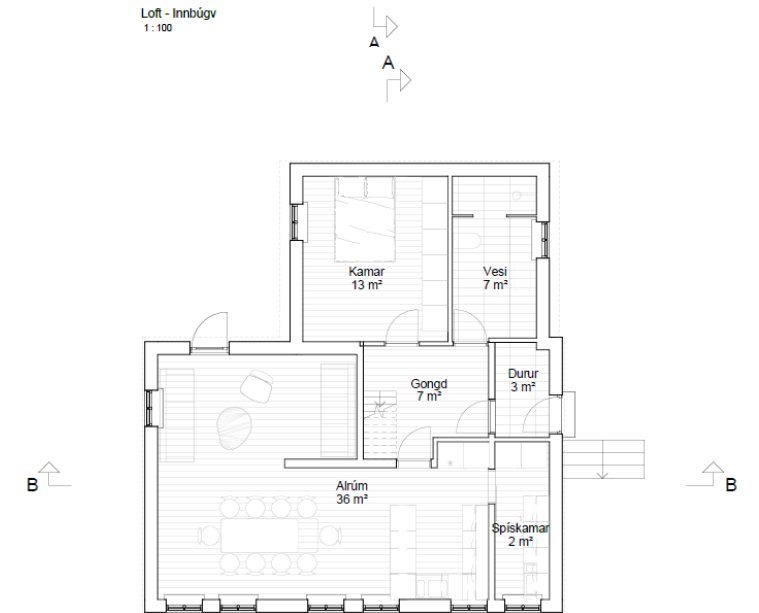 Loft - Innbúgv
1 : 100
A
A
Kamar
13 m²
Vesi
7 m²
Gongd
7 m²
Durur
3 m²
B
B
Alrúm
36 m²
Spískamar
2 m²